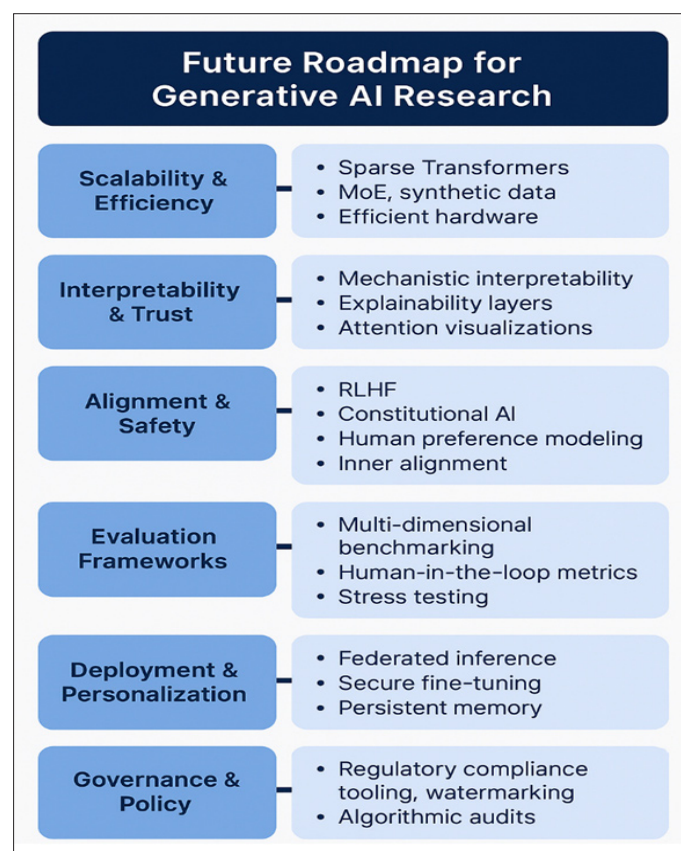 Future Roadmap for
Generative AI Research
Scalability &
Efficiency
• Sparse Transformers
• MoE, synthetic data
• Efficient hardware
Interpretability
& Trust
• Mechanistic interpretability
• Explainability layers
• Attention visualizations
Alignment &
Safety
• RLHF
• Constitutional AI
• Human preference modeling
• Inner alignment
Evaluation
Frameworks
• Multi-dimensional
benchmarking
• Human-in-the-loop metrics
• Stress testing
Deployment &
Personalization
• Federated inference
• Secure fine-tuning
• Persistent memory
Governance &
Policy
• Regulatory compliance
tooling, watermarking
• Algorithmic audits